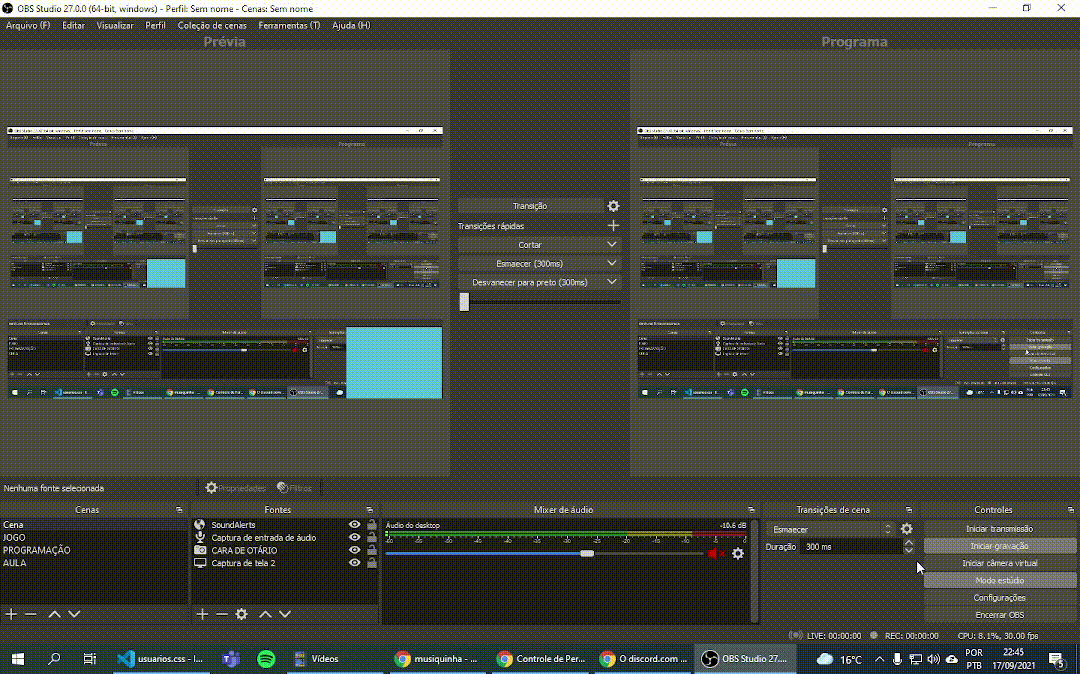 OBS Studio 27.0.0 (64-bit, windows) - Perfil: Sem nome - Cenas: Sem nome
Arquivo (F) Editar Visualizar Perfil Coleção de cenas Ferramentas (T) Ajuda (H)
Prévia Programa
Transição
Transições rápidas
Cortar
Esmaecer (300ms)
Desvanecer para preto (300ms)
Nenhuma fonte selecionada Propriedades Filtros
Cenas Fontes Mixer de áudio Transições de cena Controles
Cena
JOGO
PROGRAMAÇÃO
AULA
SoundAlerts
Captura de entrada de áudio
CARA DE OTÁRIO
Captura de tela 2
Áudio do desktop -10.6 dB
-60 -55 -50 -45 -40 -35 -30 -25 -20 -15 -10 -5 0
Esmaecer
Duração 300 ms
Iniciar transmissão
Iniciar gravação
Iniciar câmera virtual
Modo estúdio
Configurações
Encerrar OBS
LIVE: 00:00:00 REC: 00:00:00 CPU: 8.1%, 30.00 fps
usuarios.css - I... Vídeos musiquinha - ... Controle de Per... O discord.com ... OBS Studio 27.... 16°C POR 22:45
PTB 17/09/2021 5